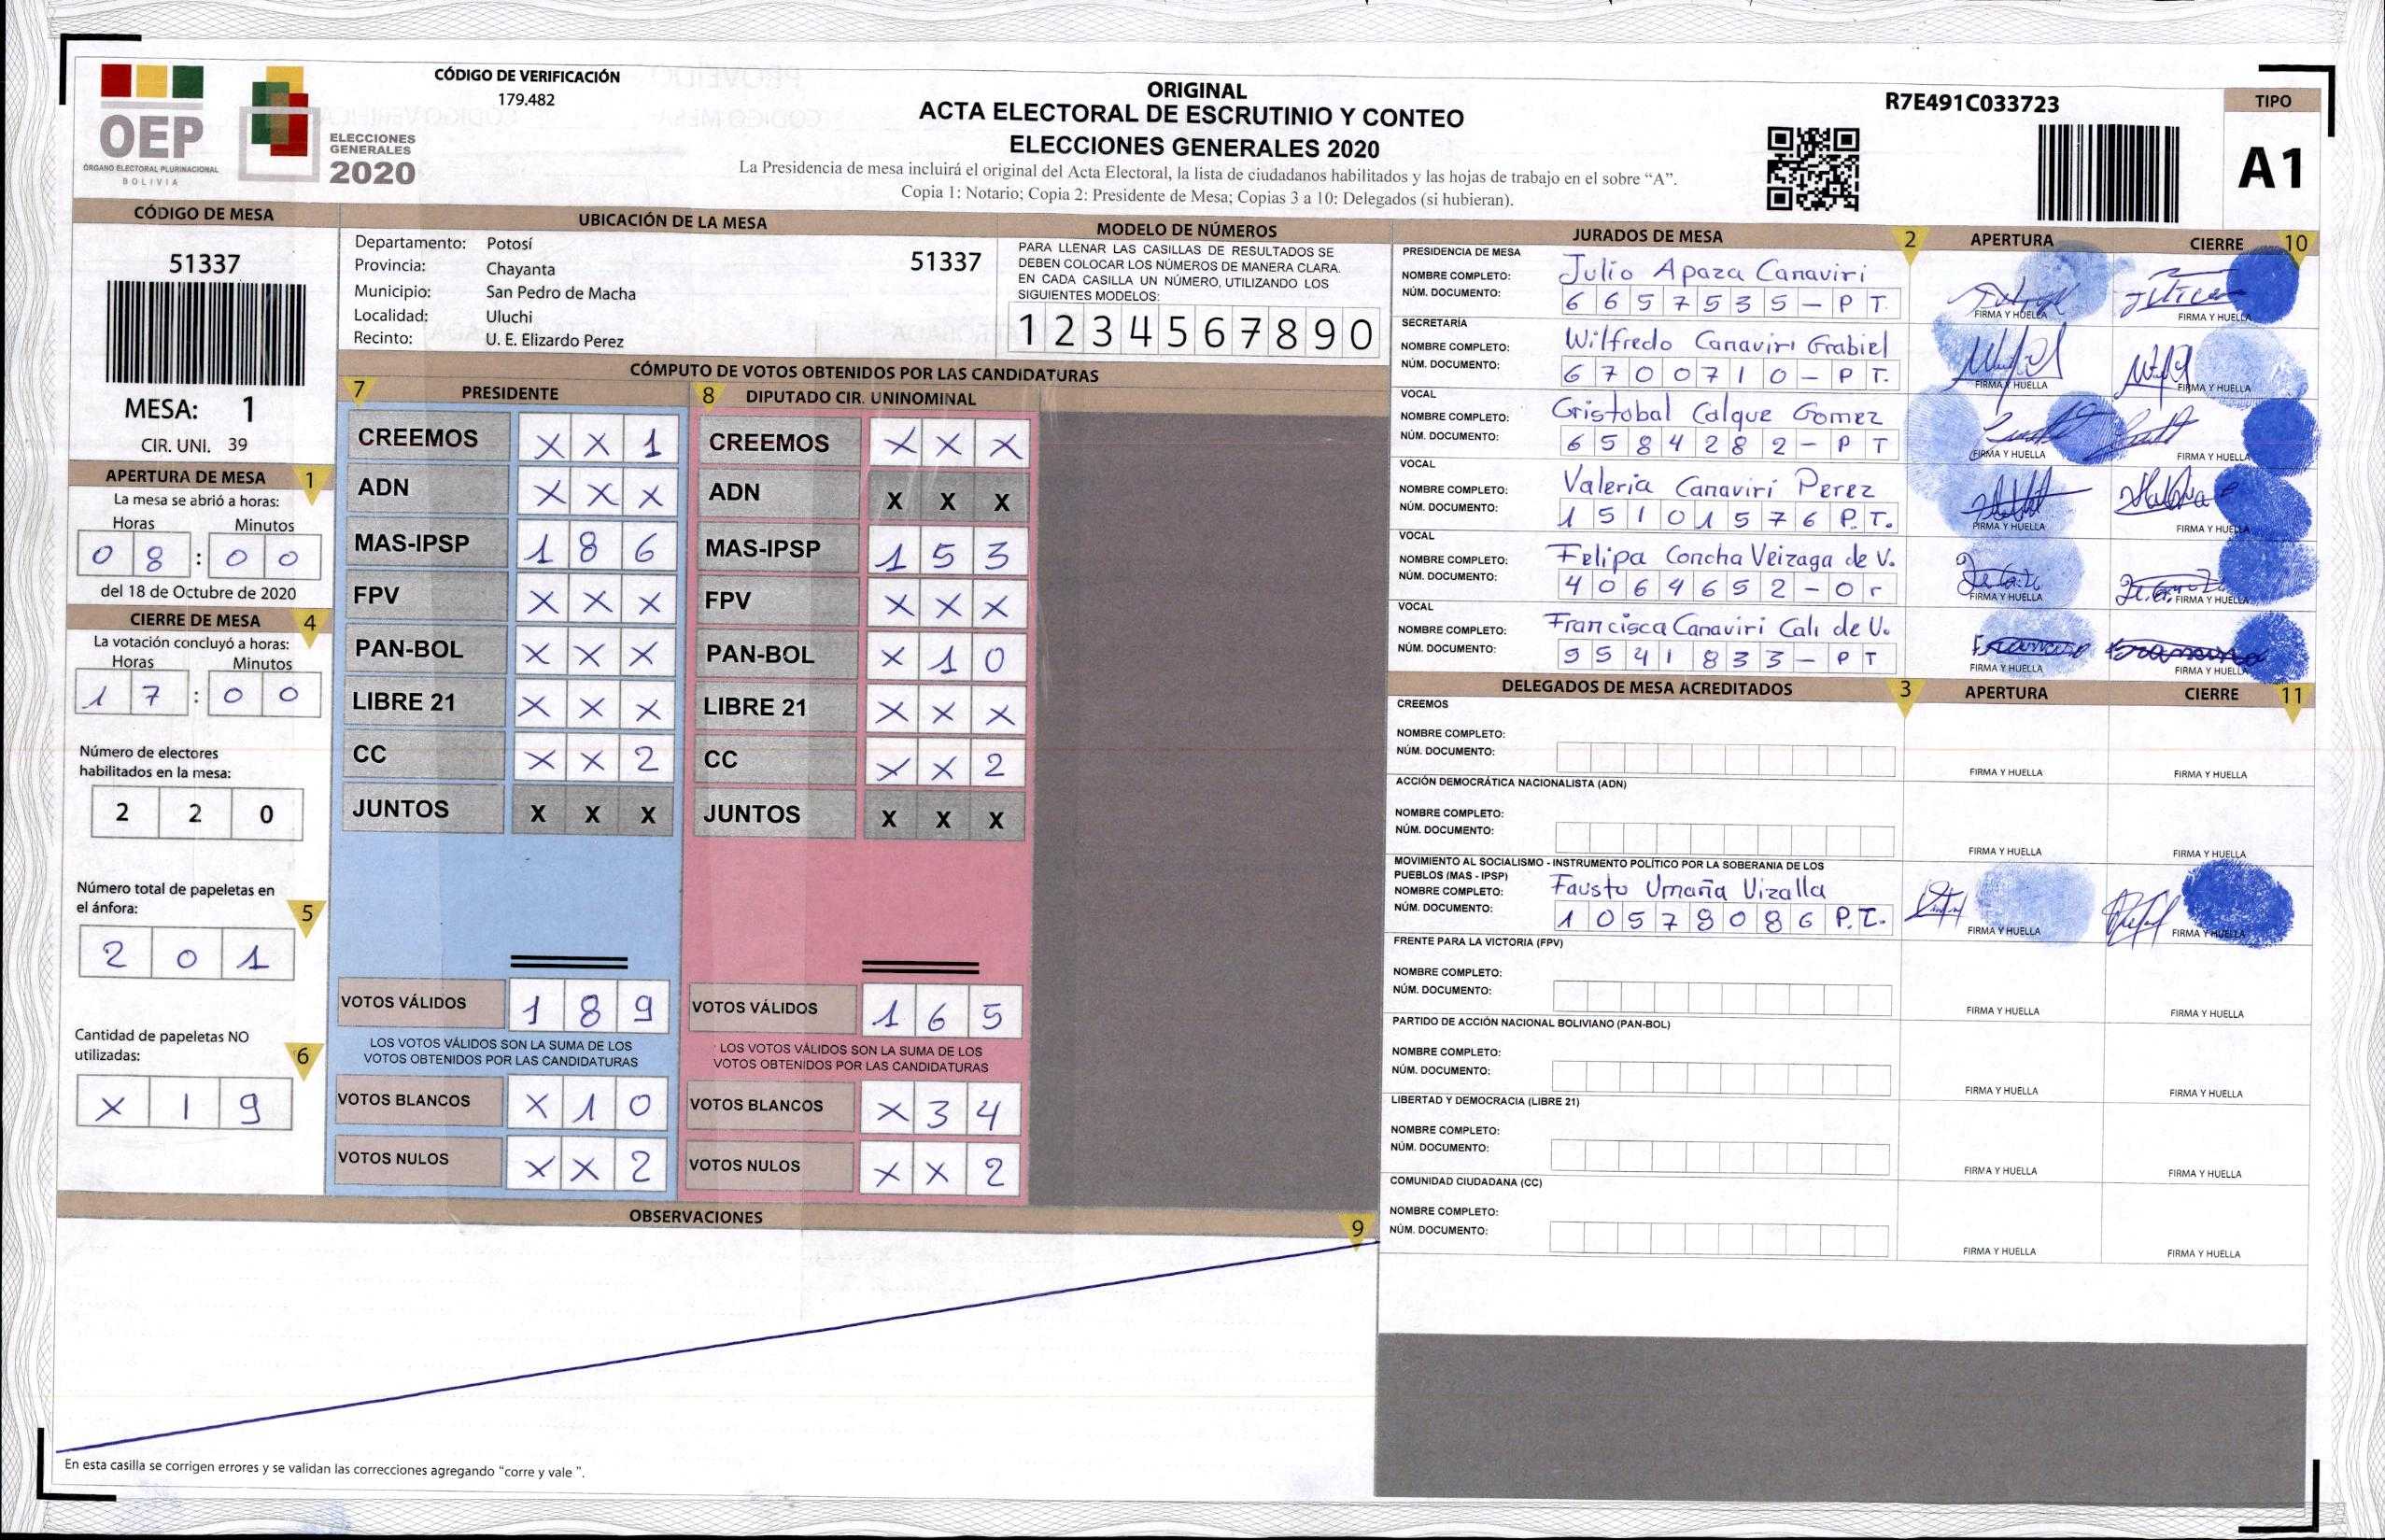 OEP
ÓRGANO ELECTORAL PLURINACIONAL
BOLIVIA
ELECCIONES
GENERALES
2020
CÓDIGO DE VERIFICACIÓN
179.482
ORIGINAL
ACTA ELECTORAL DE ESCRUTINIO Y CONTEO
ELECCIONES GENERALES 2020
La Presidencia de mesa incluirá el original del Acta Electoral, la lista de ciudadanos habilitados y las hojas de trabajo en el sobre “A”.
Copia 1: Notario; Copia 2: Presidente de Mesa; Copias 3 a 10: Delegados (si hubieran).
R7E491C033723
TIPO
A1
CÓDIGO DE MESA
51337
MESA: 1
CIR. UNI. 39
APERTURA DE MESA 1
La mesa se abrió a horas:
Horas Minutos
0 8 : 0 0
del 18 de Octubre de 2020
CIERRE DE MESA 4
La votación concluyó a horas:
Horas Minutos
1 7 : 0 0
Número de electores
habilitados en la mesa:
2 2 0
Número total de papeletas en
el ánfora: 5
2 0 1
Cantidad de papeletas NO
utilizadas: 6
X 1 9
UBICACIÓN DE LA MESA
Departamento: Potosí
Provincia: Chayanta
Municipio: San Pedro de Macha
Localidad: Uluchi
Recinto: U. E. Elizardo Perez
51337
MODELO DE NÚMEROS
PARA LLENAR LAS CASILLAS DE RESULTADOS SE
DEBEN COLOCAR LOS NÚMEROS DE MANERA CLARA.
EN CADA CASILLA UN NÚMERO, UTILIZANDO LOS
SIGUIENTES MODELOS:
1 2 3 4 5 6 7 8 9 0
CÓMPUTO DE VOTOS OBTENIDOS POR LAS CANDIDATURAS
7 PRESIDENTE
CREEMOS X X 1
ADN X X X
MAS-IPSP 1 8 6
FPV X X X
PAN-BOL X X X
LIBRE 21 X X X
CC X X 2
JUNTOS X X X
VOTOS VÁLIDOS 1 8 9
LOS VOTOS VÁLIDOS SON LA SUMA DE LOS
VOTOS OBTENIDOS POR LAS CANDIDATURAS
VOTOS BLANCOS X 1 0
VOTOS NULOS X X 2
8 DIPUTADO CIR. UNINOMINAL
CREEMOS X X X
ADN X X X
MAS-IPSP 1 5 3
FPV X X X
PAN-BOL X 1 0
LIBRE 21 X X X
CC X X 2
JUNTOS X X X
VOTOS VÁLIDOS 1 6 5
LOS VOTOS VÁLIDOS SON LA SUMA DE LOS
VOTOS OBTENIDOS POR LAS CANDIDATURAS
VOTOS BLANCOS X 3 4
VOTOS NULOS X X 2
OBSERVACIONES 9
En esta casilla se corrigen errores y se validan las correcciones agregando “corre y vale ”.
JURADOS DE MESA 2 APERTURA CIERRE 10
PRESIDENCIA DE MESA
NOMBRE COMPLETO: Julio Apaza Canaviri
NÚM. DOCUMENTO: 6657535-PT.
FIRMA Y HUELLA FIRMA Y HUELLA
SECRETARÍA
NOMBRE COMPLETO: Wilfredo Canaviri Grabiel
NÚM. DOCUMENTO: 6700710-PT.
FIRMA Y HUELLA FIRMA Y HUELLA
VOCAL
NOMBRE COMPLETO: Cristobal Calque Gomez
NÚM. DOCUMENTO: 6584282-PT
FIRMA Y HUELLA FIRMA Y HUELLA
VOCAL
NOMBRE COMPLETO: Valeria Canaviri Perez
NÚM. DOCUMENTO: 15101576 P.T.
FIRMA Y HUELLA FIRMA Y HUELLA
VOCAL
NOMBRE COMPLETO: Felipa Concha Veizaga de V.
NÚM. DOCUMENTO: 4064652-Or
FIRMA Y HUELLA FIRMA Y HUELLA
VOCAL
NOMBRE COMPLETO: Francisca Canaviri Cali de V.
NÚM. DOCUMENTO: 9541833-PT
FIRMA Y HUELLA FIRMA Y HUELLA
DELEGADOS DE MESA ACREDITADOS 3 APERTURA CIERRE 11
CREEMOS
NOMBRE COMPLETO:
NÚM. DOCUMENTO:
FIRMA Y HUELLA FIRMA Y HUELLA
ACCIÓN DEMOCRÁTICA NACIONALISTA (ADN)
NOMBRE COMPLETO:
NÚM. DOCUMENTO:
FIRMA Y HUELLA FIRMA Y HUELLA
MOVIMIENTO AL SOCIALISMO - INSTRUMENTO POLÍTICO POR LA SOBERANIA DE LOS
PUEBLOS (MAS - IPSP)
NOMBRE COMPLETO: Fausto Umaña Vizalla
NÚM. DOCUMENTO: 10579086 P.T.
FIRMA Y HUELLA FIRMA Y HUELLA
FRENTE PARA LA VICTORIA (FPV)
NOMBRE COMPLETO:
NÚM. DOCUMENTO:
FIRMA Y HUELLA FIRMA Y HUELLA
PARTIDO DE ACCIÓN NACIONAL BOLIVIANO (PAN-BOL)
NOMBRE COMPLETO:
NÚM. DOCUMENTO:
FIRMA Y HUELLA FIRMA Y HUELLA
LIBERTAD Y DEMOCRACIA (LIBRE 21)
NOMBRE COMPLETO:
NÚM. DOCUMENTO:
FIRMA Y HUELLA FIRMA Y HUELLA
COMUNIDAD CIUDADANA (CC)
NOMBRE COMPLETO:
NÚM. DOCUMENTO:
FIRMA Y HUELLA FIRMA Y HUELLA